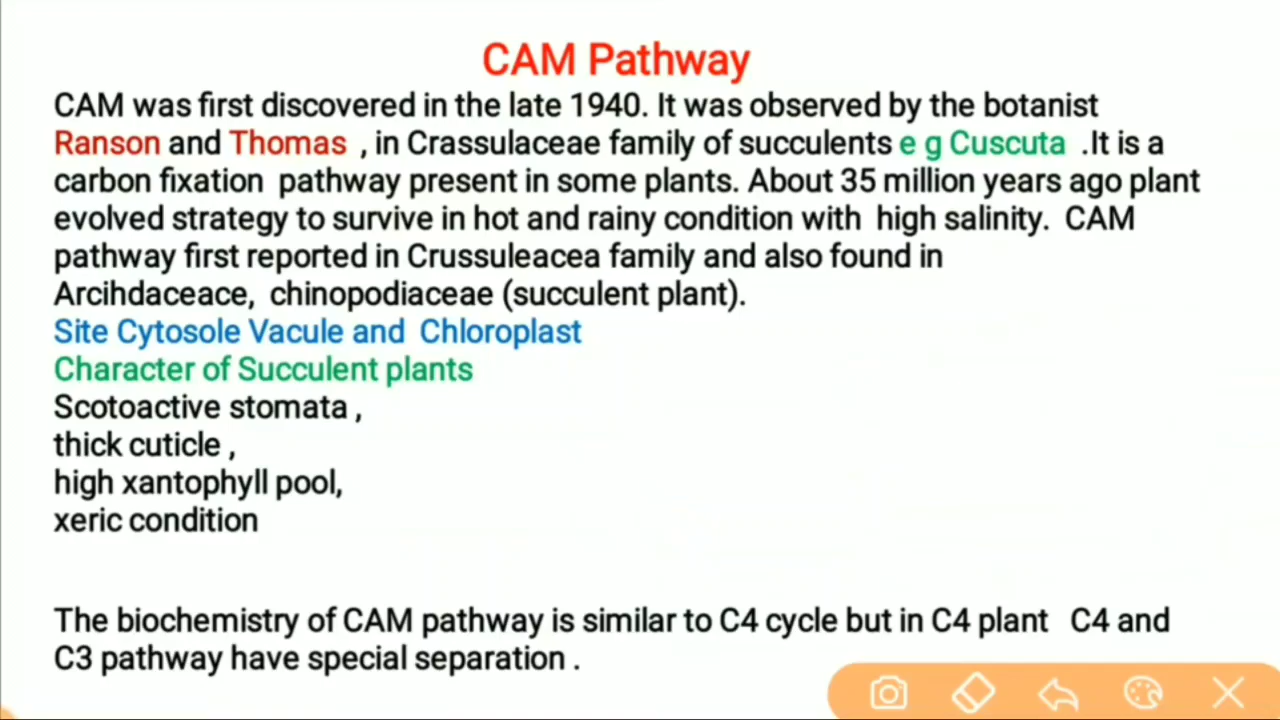 CAM Pathway
CAM was first discovered in the late 1940. It was observed by the botanist
Ranson and Thomas , in Crassulaceae family of succulents e g Cuscuta .It is a
carbon fixation pathway present in some plants. About 35 million years ago plant
evolved strategy to survive in hot and rainy condition with high salinity. CAM
pathway first reported in Crussuleacea family and also found in
Arcihdaceace, chinopodiaceae (succulent plant).
Site Cytosole Vacule and Chloroplast
Character of Succulent plants
Scotoactive stomata ,
thick cuticle ,
high xantophyll pool,
xeric condition
The biochemistry of CAM pathway is similar to C4 cycle but in C4 plant C4 and
C3 pathway have special separation .